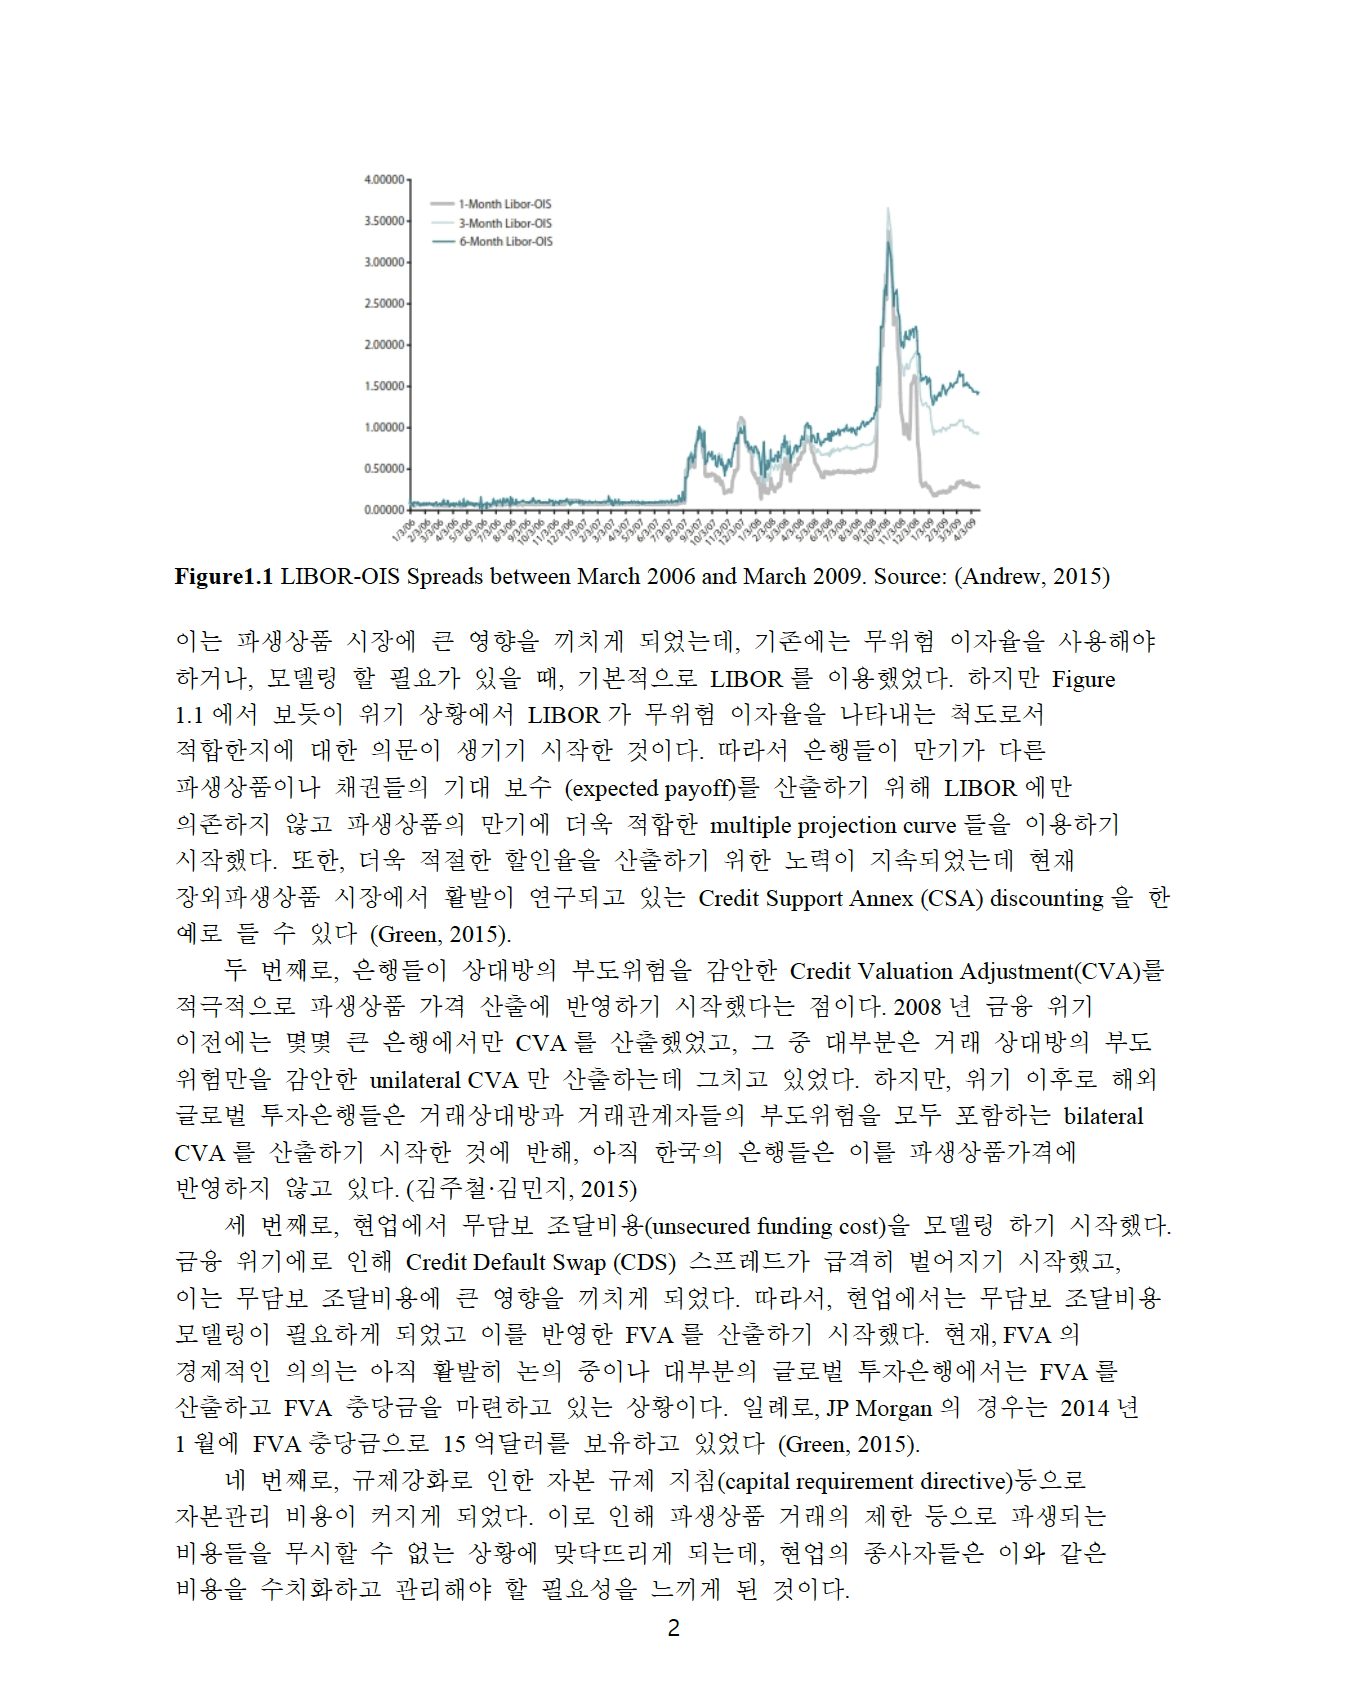 4.00000
3.50000
3.00000
2.50000
2.00000
1.50000
1.00000
0.50000
0.00000
1-Month Libor-OIS
3-Month Libor-OIS
6-Month Libor-OIS
1/3/06
2/3/06
3/3/06
4/3/06
5/3/06
6/3/06
7/3/06
8/3/06
9/3/06
10/3/06
11/3/06
12/3/06
1/3/07
2/3/07
3/3/07
4/3/07
5/3/07
6/3/07
7/3/07
8/3/07
9/3/07
10/3/07
11/3/07
12/3/07
1/3/08
2/3/08
3/3/08
4/3/08
5/3/08
6/3/08
7/3/08
8/3/08
9/3/08
10/3/08
11/3/08
12/3/08
1/3/09
2/3/09
3/3/09
4/3/09
Figure1.1 LIBOR-OIS Spreads between March 2006 and March 2009. Source: (Andrew, 2015)
이는 파생상품 시장에 큰 영향을 끼치게 되었는데, 기존에는 무위험 이자율을 사용해야
하거나, 모델링 할 필요가 있을 때, 기본적으로 LIBOR 를 이용했었다. 하지만 Figure
1.1 에서 보듯이 위기 상황에서 LIBOR 가 무위험 이자율을 나타내는 척도로서
적합한지에 대한 의문이 생기기 시작한 것이다. 따라서 은행들이 만기가 다른
파생상품이나 채권들의 기대 보수 (expected payoff)를 산출하기 위해 LIBOR 에만
의존하지 않고 파생상품의 만기에 더욱 적합한 multiple projection curve 들을 이용하기
시작했다. 또한, 더욱 적절한 할인율을 산출하기 위한 노력이 지속되었는데 현재
장외파생상품 시장에서 활발이 연구되고 있는 Credit Support Annex (CSA) discounting 을 한
예로 들 수 있다 (Green, 2015).
두 번째로, 은행들이 상대방의 부도위험을 감안한 Credit Valuation Adjustment(CVA)를
적극적으로 파생상품 가격 산출에 반영하기 시작했다는 점이다. 2008 년 금융 위기
이전에는 몇몇 큰 은행에서만 CVA 를 산출했었고, 그 중 대부분은 거래 상대방의 부도
위험만을 감안한 unilateral CVA 만 산출하는데 그치고 있었다. 하지만, 위기 이후로 해외
글로벌 투자은행들은 거래상대방과 거래관계자들의 부도위험을 모두 포함하는 bilateral
CVA 를 산출하기 시작한 것에 반해, 아직 한국의 은행들은 이를 파생상품가격에
반영하지 않고 있다. (김주철·김민지, 2015)
세 번째로, 현업에서 무담보 조달비용(unsecured funding cost)을 모델링 하기 시작했다.
금융 위기에로 인해 Credit Default Swap (CDS) 스프레드가 급격히 벌어지기 시작했고,
이는 무담보 조달비용에 큰 영향을 끼치게 되었다. 따라서, 현업에서는 무담보 조달비용
모델링이 필요하게 되었고 이를 반영한 FVA 를 산출하기 시작했다. 현재, FVA 의
경제적인 의의는 아직 활발히 논의 중이나 대부분의 글로벌 투자은행에서는 FVA 를
산출하고 FVA 충당금을 마련하고 있는 상황이다. 일례로, JP Morgan 의 경우는 2014 년
1 월에 FVA 충당금으로 15 억달러를 보유하고 있었다 (Green, 2015).
네 번째로, 규제강화로 인한 자본 규제 지침(capital requirement directive)등으로
자본관리 비용이 커지게 되었다. 이로 인해 파생상품 거래의 제한 등으로 파생되는
비용들을 무시할 수 없는 상황에 맞닥뜨리게 되는데, 현업의 종사자들은 이와 같은
비용을 수치화하고 관리해야 할 필요성을 느끼게 된 것이다.
2